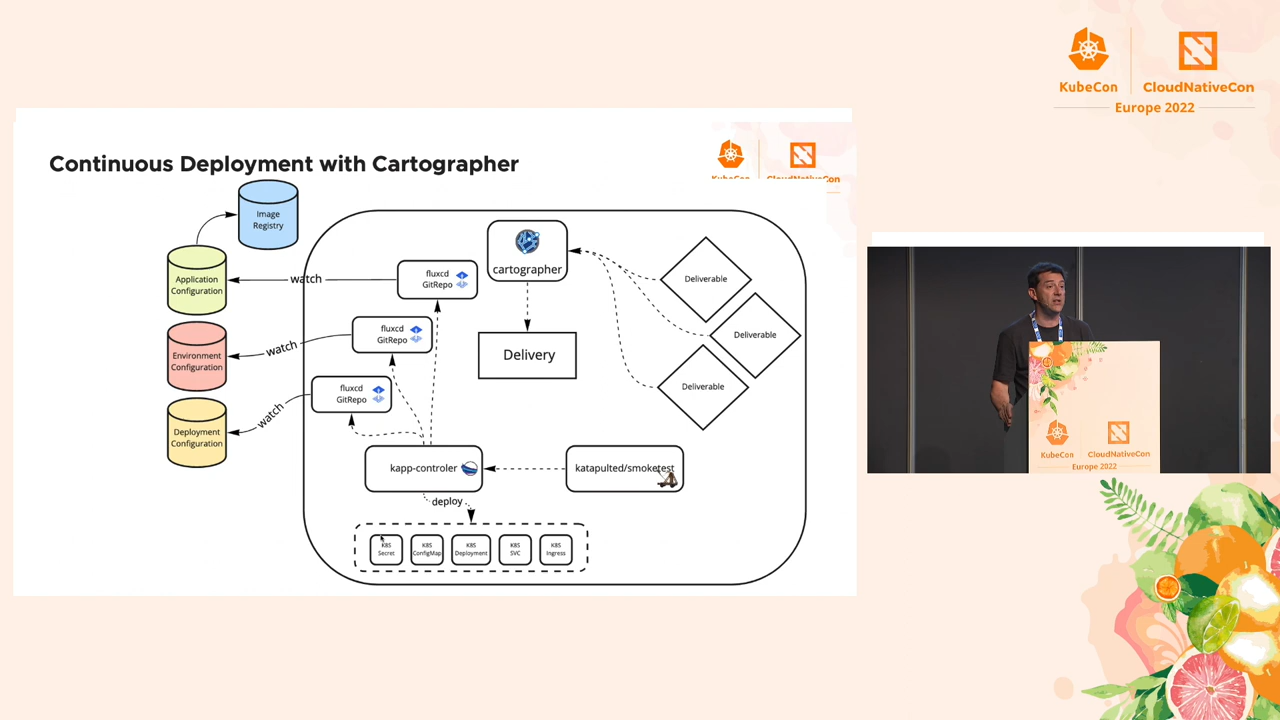 KubeCon
CloudNativeCon
Europe 2022
Continuous Deployment with Cartographer
KubeCon
CloudNativeCon
Image
Registry
Application
Configuration
Environment
Configuration
Deployment
Configuration
watch
watch
watch
fluxcd
GitRepo
fluxcd
GitRepo
fluxcd
GitRepo
cartographer
Delivery
Deliverable
Deliverable
Deliverable
kapp-controler
katapulted/smoketest
deploy
K8S
Secret
K8S
ConfigMap
K8S
Deployment
K8S
SVC
K8S
Ingress
KubeCon
CloudNativeCon
Europe 2022